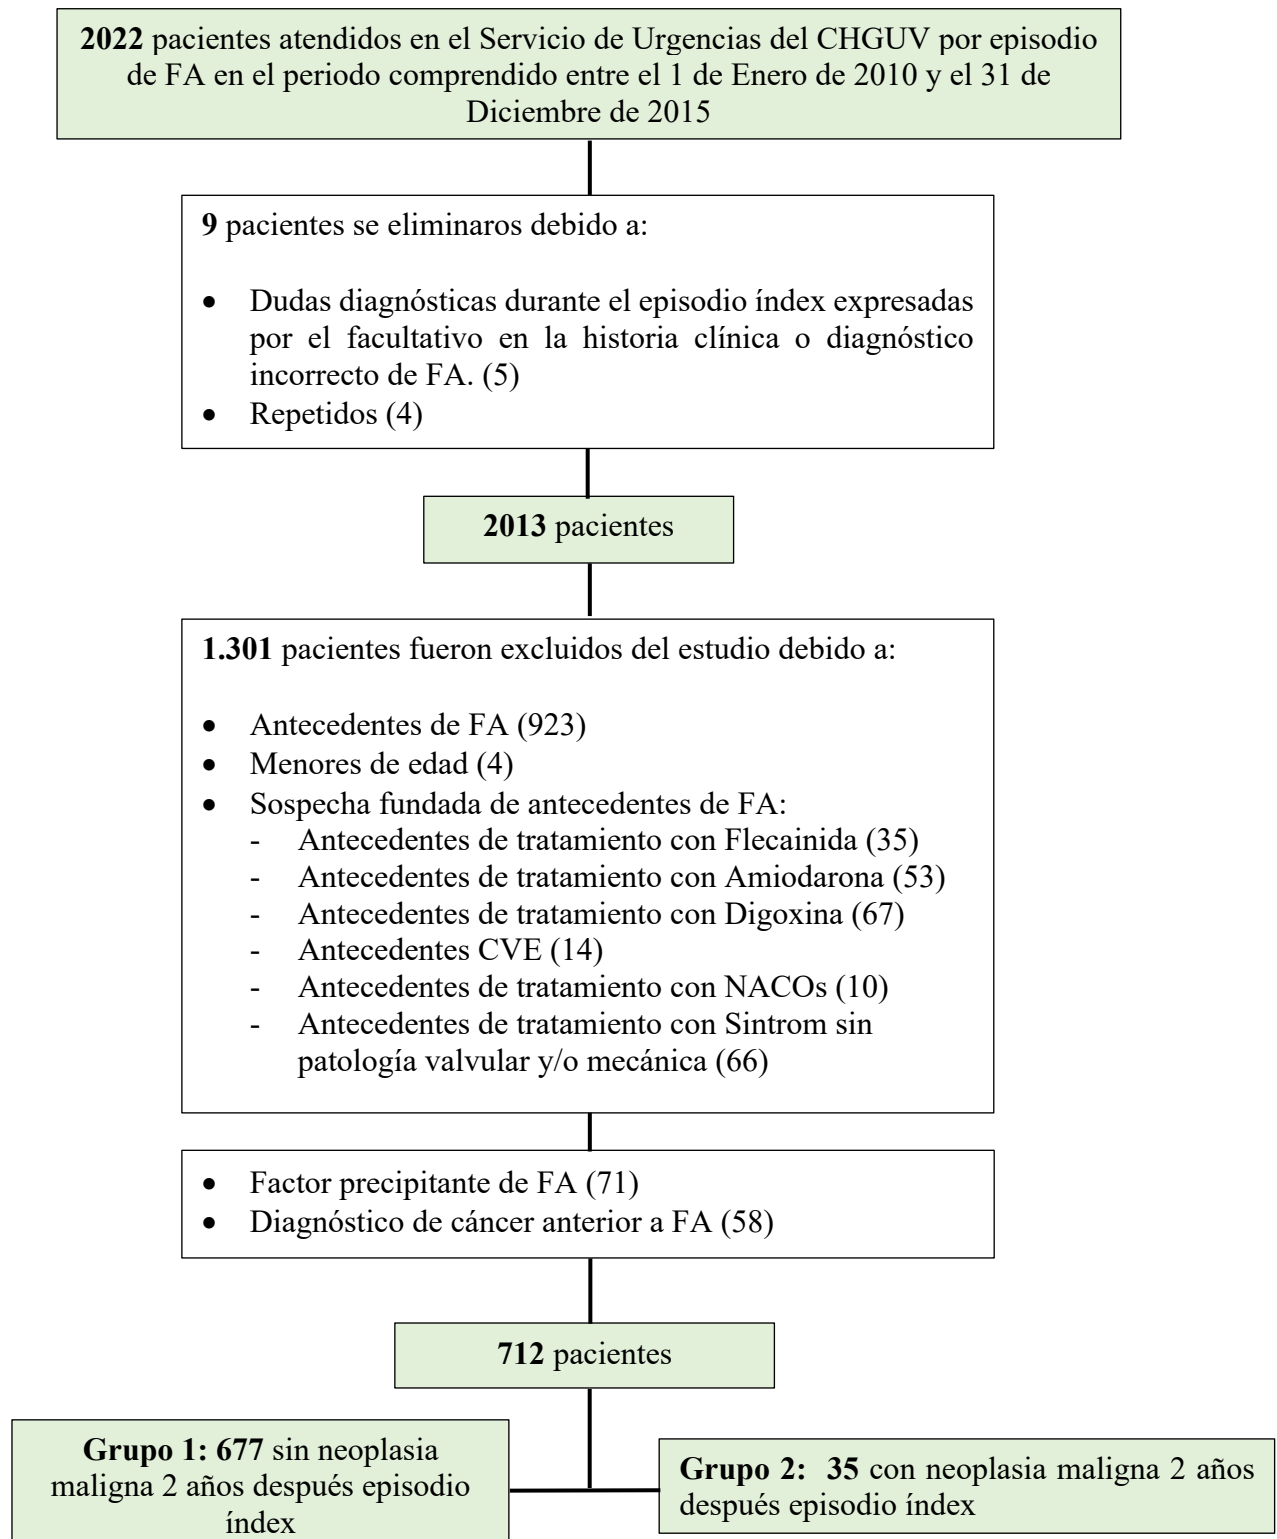 2022 pacientes atendidos en el Servicio de Urgencias del CHGUV por episodio
de FA en el periodo comprendido entre el 1 de Enero de 2010 y el 31 de
Diciembre de 2015
9 pacientes se eliminaros debido a:
• Dudas diagnósticas durante el episodio índex expresadas
por el facultativo en la historia clínica o diagnóstico
incorrecto de FA. (5)
• Repetidos (4)
2013 pacientes
1.301 pacientes fueron excluidos del estudio debido a:
• Antecedentes de FA (923)
• Menores de edad (4)
• Sospecha fundada de antecedentes de FA:
- Antecedentes de tratamiento con Flecainida (35)
- Antecedentes de tratamiento con Amiodarona (53)
- Antecedentes de tratamiento con Digoxina (67)
- Antecedentes CVE (14)
- Antecedentes de tratamiento con NACOs (10)
- Antecedentes de tratamiento con Sintrom sin
patología valvular y/o mecánica (66)
• Factor precipitante de FA (71)
• Diagnóstico de cáncer anterior a FA (58)
712 pacientes
Grupo 1: 677 sin neoplasia
maligna 2 años después episodio
índex
Grupo 2: 35 con neoplasia maligna 2 años
después episodio índex